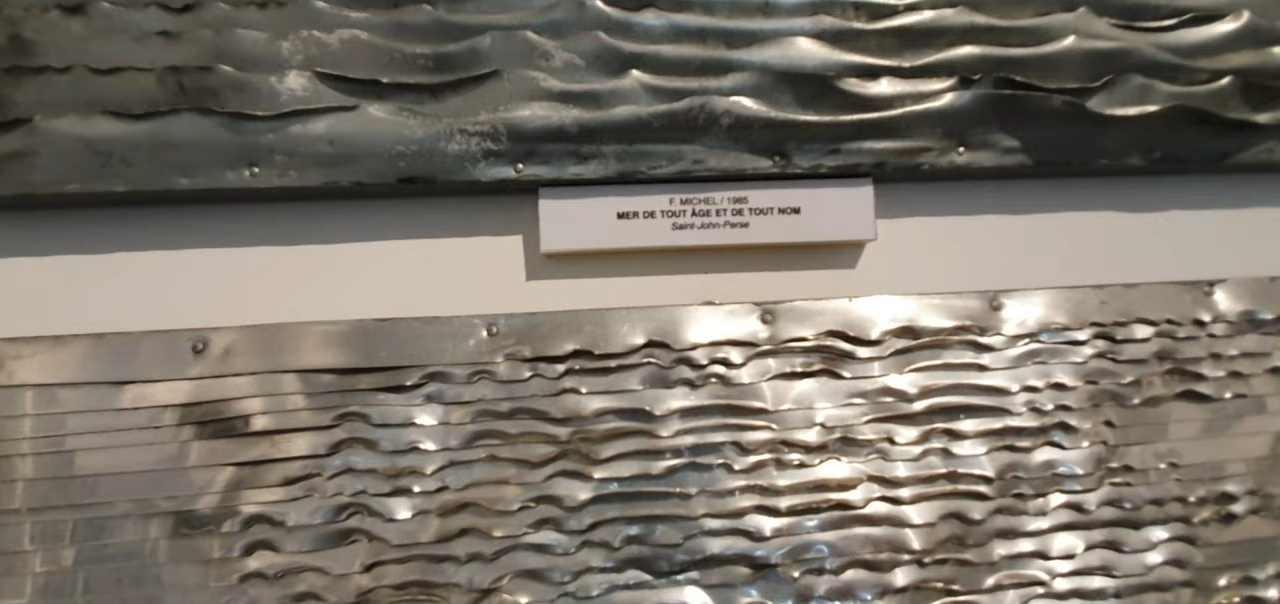 F. MICHEL / 1985
MER DE TOUT ÂGE ET DE TOUT NOM
Saint-John-Perse